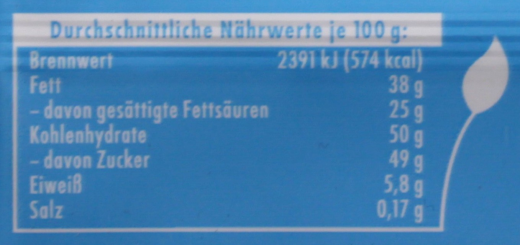 Durchschnittliche Nährwerte je 100 g:
Brennwert 2391 kJ (574 kcal)
Fett 38 g
– davon gesättigte Fettsäuren 25 g
Kohlenhydrate 50 g
– davon Zucker 49 g
Eiweiß 5,8 g
Salz 0,17 g